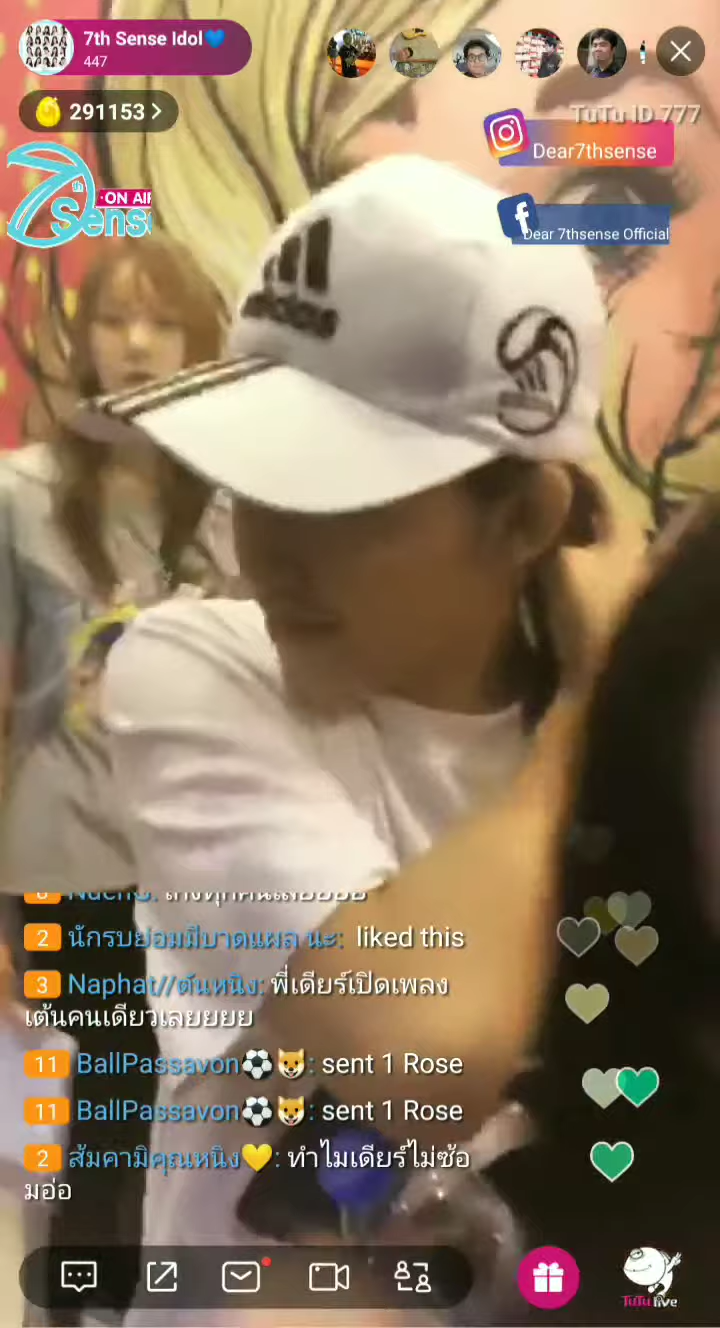 7th Sense Idol💙
447
291153 >
TuTu ID 777
Dear7thsense
7th Sense
·ON AIR
Dear 7thsense Official
adidas
2 นักรบย่อมมีบาดแผล นะ: liked this
3 Naphat//ต้นหนิง: พี่เดียร์เปิดเพลง
เต้นคนเดียวเลยยยย
11 BallPassavon⚽😺: sent 1 Rose
11 BallPassavon⚽😺: sent 1 Rose
2 ส้มคามิคุณหนิง💛: ทำไมเดียร์ไม่ซ้อ
มอ่อ
TuTu live